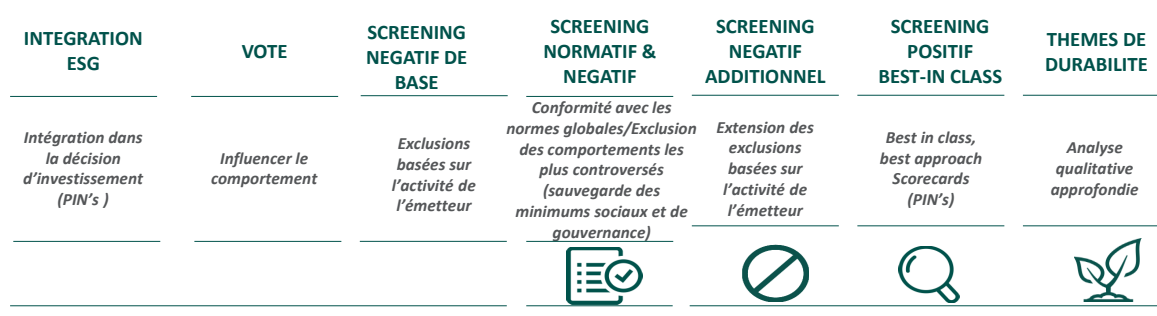 INTEGRATION
ESG
VOTE
SCREENING
NEGATIF DE
BASE
SCREENING
NORMATIF &
NEGATIF
SCREENING
NEGATIF
ADDITIONNEL
SCREENING
POSITIF
BEST-IN CLASS
THEMES DE
DURABILITE
Intégration dans
la décision
d'investissement
(PIN's )
Influencer le
comportement
Exclusions
basées sur
l'activité de
l'émetteur
Conformité avec les
normes globales/Exclusion
des comportements les
plus controversés
(sauvegarde des
minimums sociaux et de
gouvernance)
Extension des
exclusions
basées sur
l'activité de
l'émetteur
Best in class,
best approach
Scorecards
(PIN's)
Analyse
qualitative
approfondie